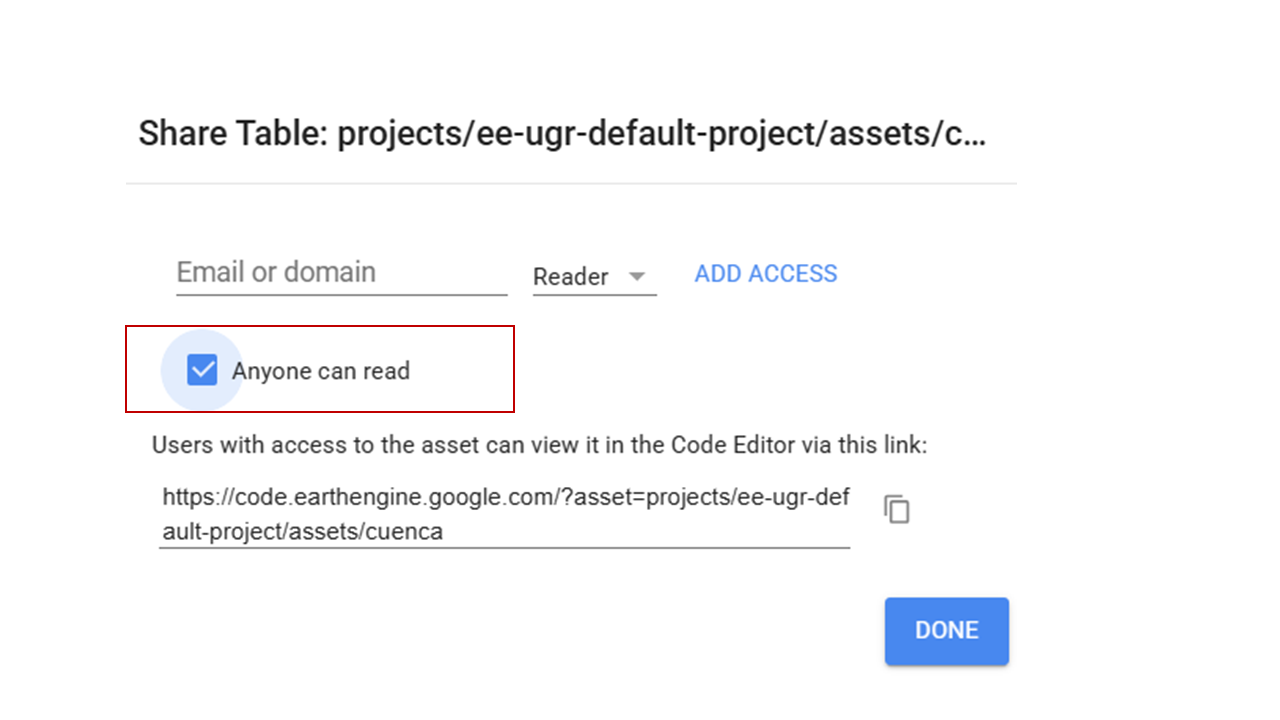 Share Table: projects/ee-ugr-default-project/assets/c...
Email or domain
Reader
ADD ACCESS
Anyone can read
Users with access to the asset can view it in the Code Editor via this link:
https://code.earthengine.google.com/?asset=projects/ee-ugr-def
ault-project/assets/cuenca
DONE